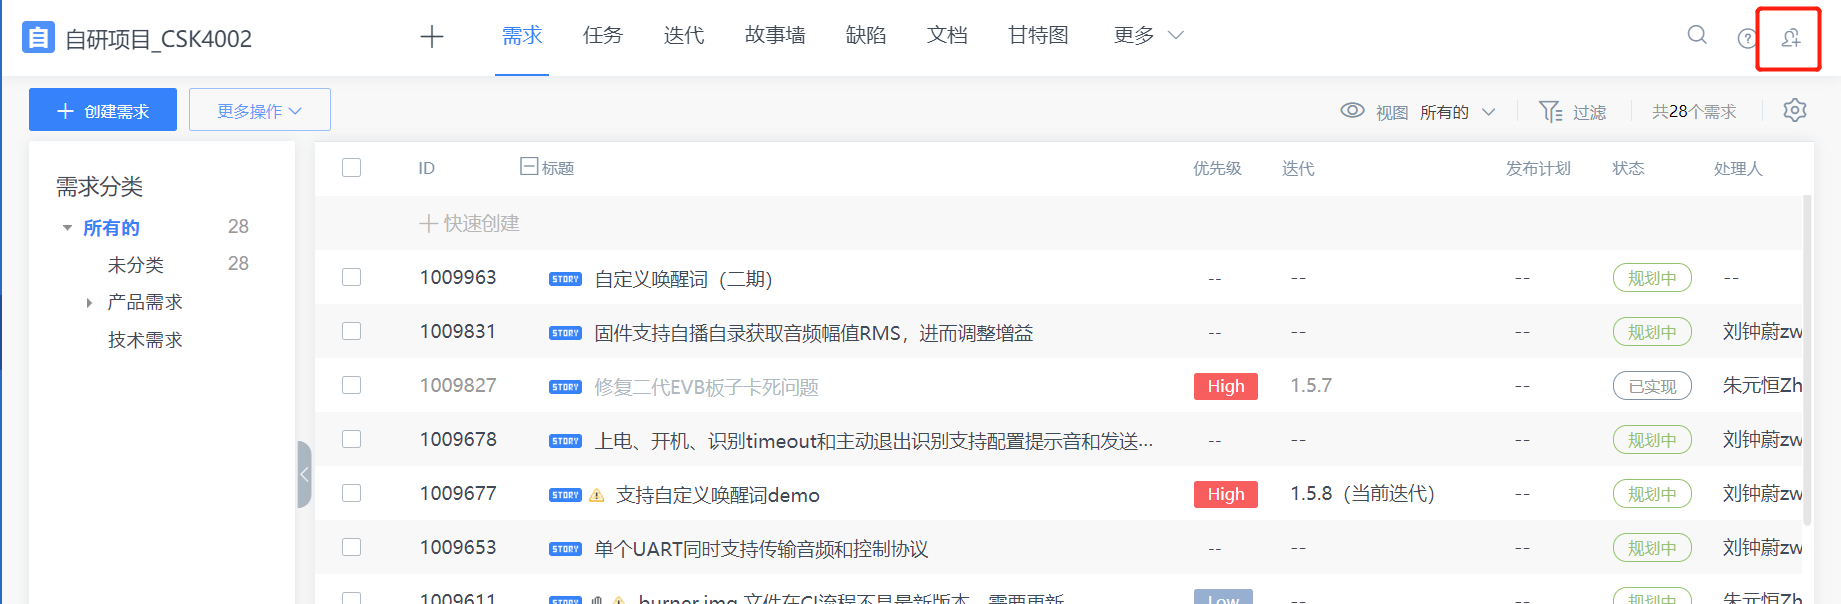 自 自研项目_CSK4002 需求 任务 迭代 故事墙 缺陷 文档 甘特图 更多
创建需求 更多操作 视图 所有的 过滤 共28个需求
需求分类
所有的 28
未分类 28
产品需求
技术需求
ID 标题 优先级 迭代 发布计划 状态 处理人
快速创建
1009963 STORY 自定义唤醒词（二期） -- -- -- 规划中 --
1009831 STORY 固件支持自播自录获取音频幅值RMS，进而调整增益 -- -- -- 规划中 刘钟蔚zw
1009827 STORY 修复二代EVB板子卡死问题 High 1.5.7 -- 已实现 朱元恒Zh
1009678 STORY 上电、开机、识别timeout和主动退出识别支持配置提示音和发送... -- -- -- 规划中 刘钟蔚zw
1009677 STORY 支持自定义唤醒词demo High 1.5.8（当前迭代） -- 规划中 刘钟蔚zw
1009653 STORY 单个UART同时支持传输音频和控制协议 -- -- -- 规划中 刘钟蔚zw
1009611 STORY burner.img 文件在CI流程不是最新版本，需要更新 Low -- -- 规划中 朱元恒Zh